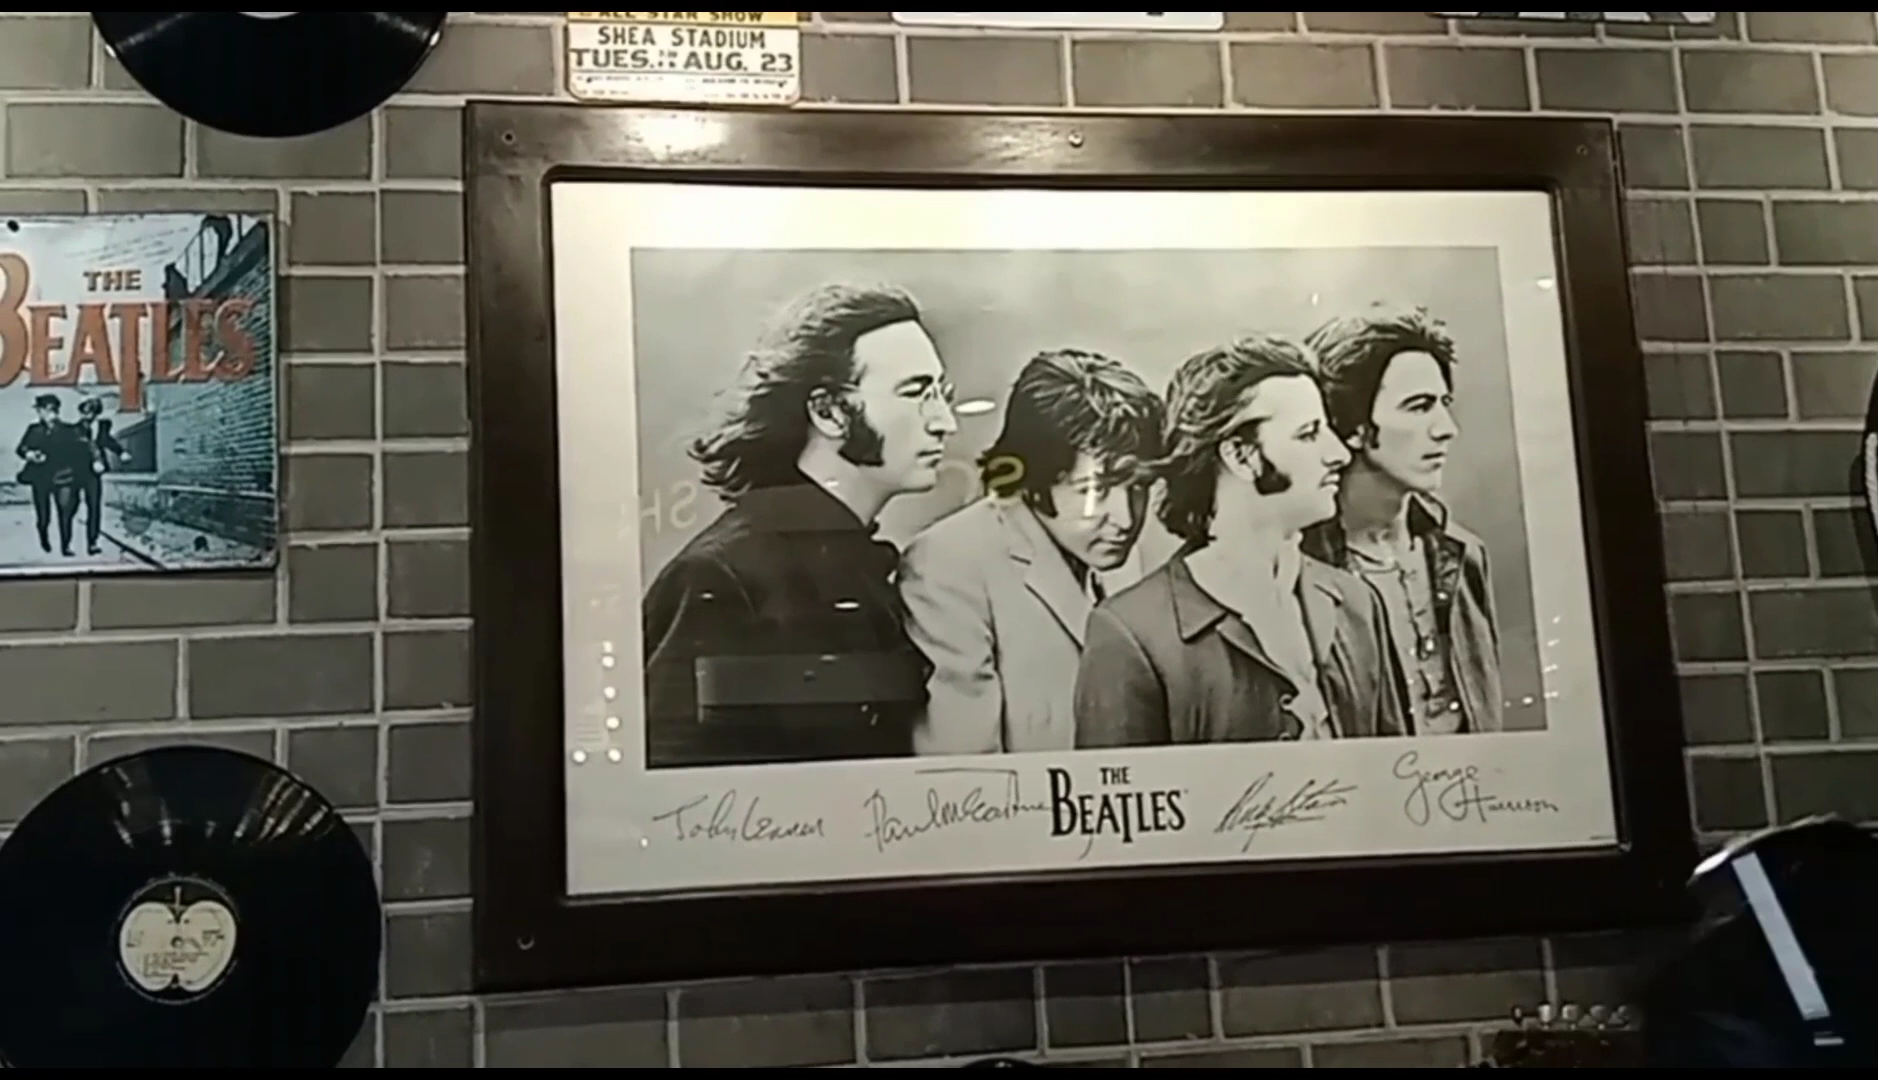 ALL STAR SHOW
SHEA STADIUM
TUES. AUG. 23
THE
BEATLES
John Lennon
Paul McCartney
THE
BEATLES
Ringo Starr
George
Harrison